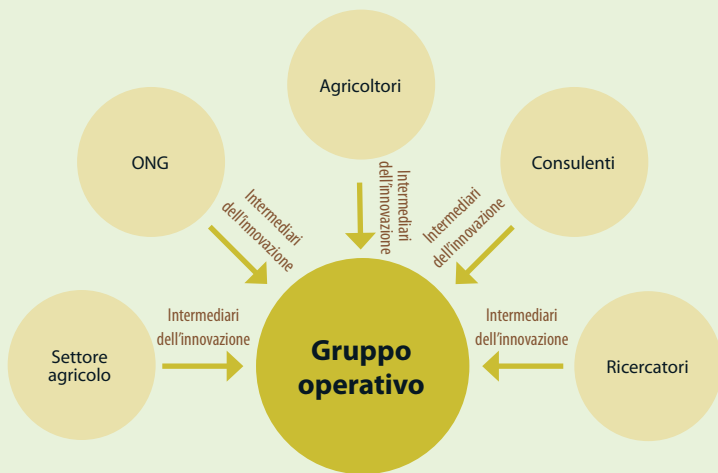 Agricoltori
ONG
Consulenti
Intermediari
dell'innovazione
Intermediari
dell'innovazione
Intermediari
dell'innovazione
Intermediari
dell'innovazione
Intermediari
dell'innovazione
Settore
agricolo
Gruppo
operativo
Ricercatori